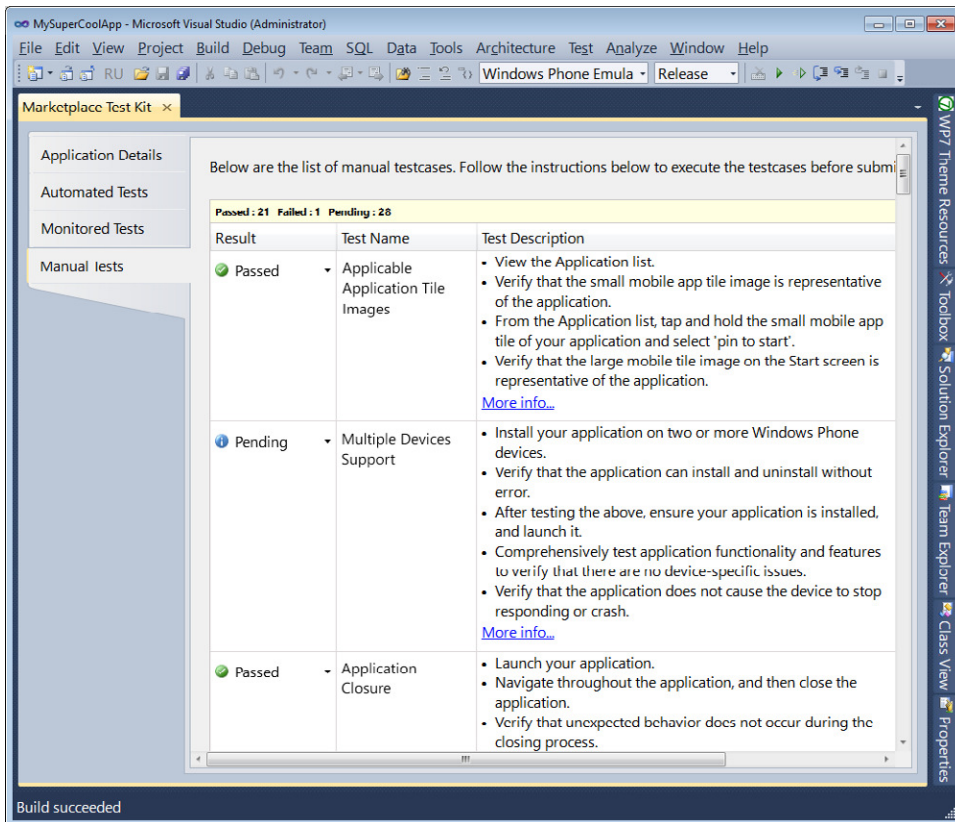 MySuperCoolApp - Microsoft Visual Studio (Administrator)
File Edit View Project Build Debug Team SQL Data Tools Architecture Test Analyze Window Help
RU Windows Phone Emula Release
Marketplace Test Kit ×
Application Details
Automated Tests
Monitored Tests
Manual Tests
Below are the list of manual testcases. Follow the instructions below to execute the testcases before submi
Passed : 21 Failed : 1 Pending : 28
Result Test Name Test Description
Passed
Applicable
Application Tile
Images
• View the Application list.
• Verify that the small mobile app tile image is representative
of the application.
• From the Application list, tap and hold the small mobile app
tile of your application and select 'pin to start'.
• Verify that the large mobile tile image on the Start screen is
representative of the application.
More info...
Pending
Multiple Devices
Support
• Install your application on two or more Windows Phone
devices.
• Verify that the application can install and uninstall without
error.
• After testing the above, ensure your application is installed,
and launch it.
• Comprehensively test application functionality and features
to verify that there are no device-specific issues.
• Verify that the application does not cause the device to stop
responding or crash.
More info...
Passed
Application
Closure
• Launch your application.
• Navigate throughout the application, and then close the
application.
• Verify that unexpected behavior does not occur during the
closing process.
WP7 Theme Resources
Toolbox
Solution Explorer
Team Explorer
Class View
Properties
Build succeeded